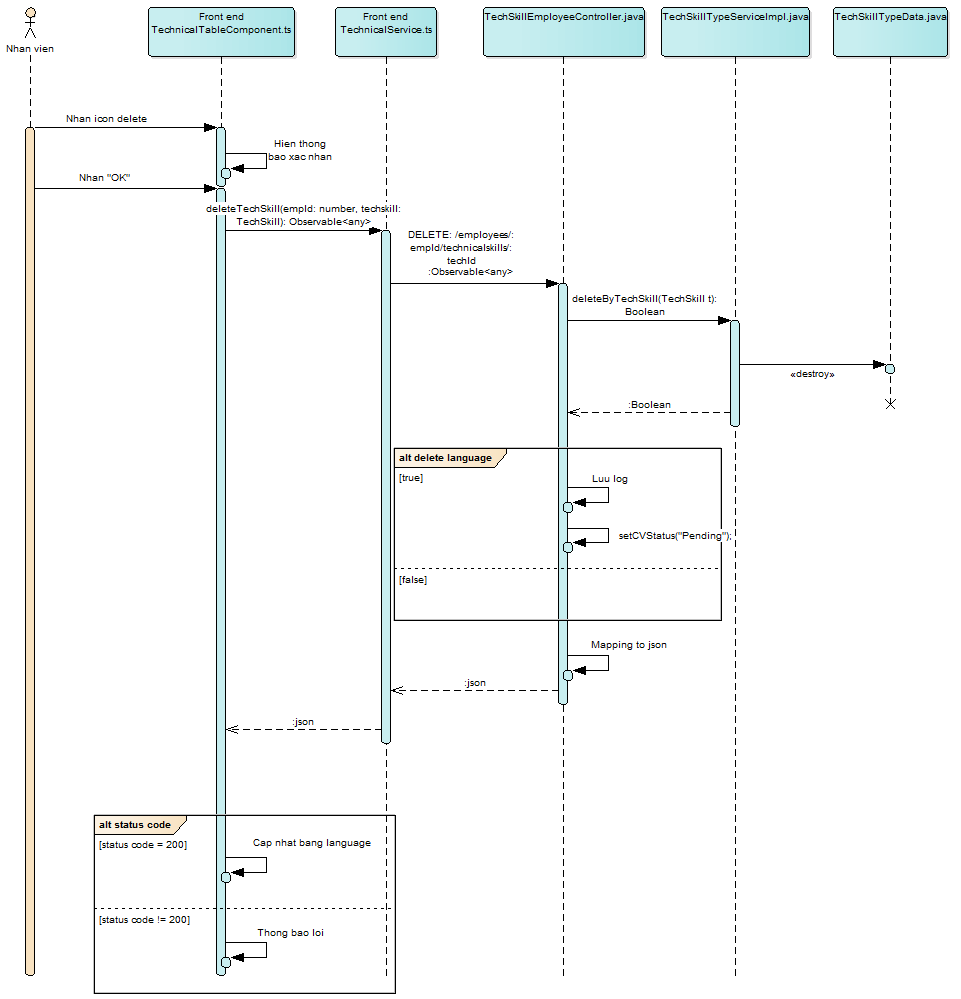 Front end
TechnicalTableComponent.ts
Front end
TechnicalService.ts
TechSkillEmployeeController.java
TechSkillTypeServiceImpl.java
TechSkillTypeData.java
Nhan vien
Nhan icon delete
Hien thong
bao xac nhan
Nhan "OK"
deleteTechSkill(empId: number, techskill:
TechSkill): Observable<any>
DELETE: /employees/:
empId/technicalskills/:
techId
:Observable<any>
deleteByTechSkill(TechSkill t):
Boolean
«destroy»
:Boolean
alt delete language
[true]
Luu log
setCVStatus("Pending");
[false]
Mapping to json
:json
:json
alt status code
[status code = 200]
Cap nhat bang language
[status code != 200]
Thong bao loi